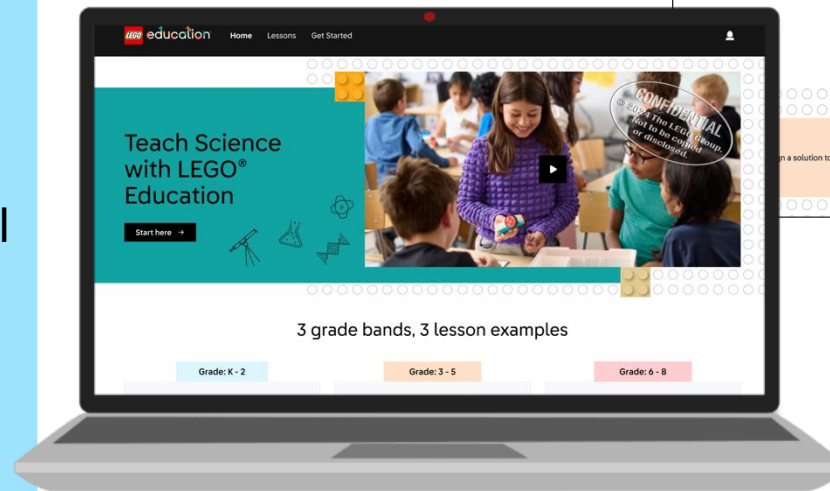 LEGO education Home Lessons Get Started
Teach Science
with LEGO®
Education
Start here →
CONFIDENTIAL
© 2024 The LEGO Group.
Not to be copied
or disclosed.
n a solution to
3 grade bands, 3 lesson examples
Grade: K - 2 Grade: 3 - 5 Grade: 6 - 8